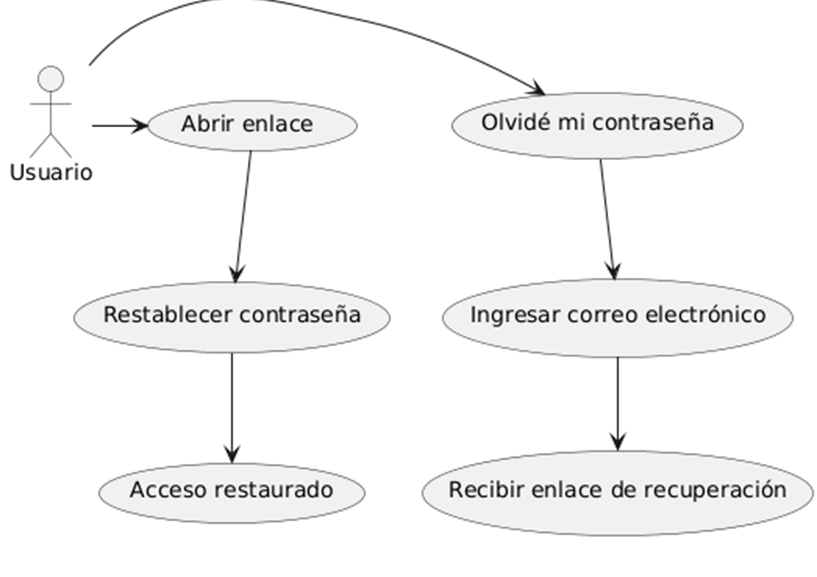 Usuario
Abrir enlace
Olvidé mi contraseña
Restablecer contraseña
Ingresar correo electrónico
Acceso restaurado
Recibir enlace de recuperación